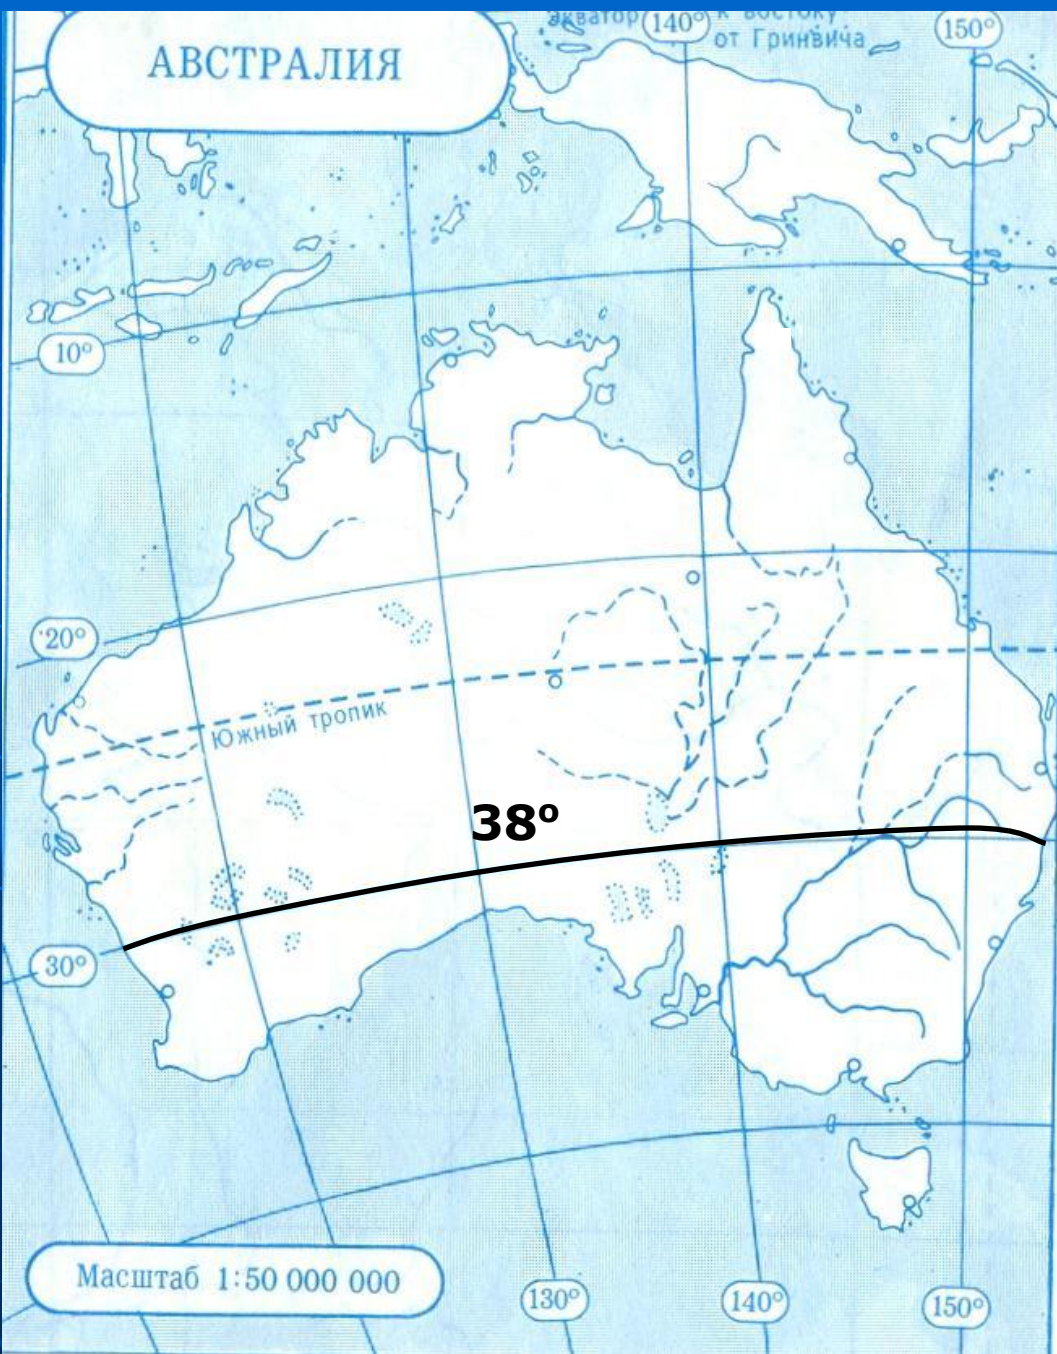 экватор 140° к востоку 150°
от Гринвича
АВСТРАЛИЯ
10°
20°
Южный тропик
38°
30°
Масштаб 1:50 000 000
130° 140° 150°